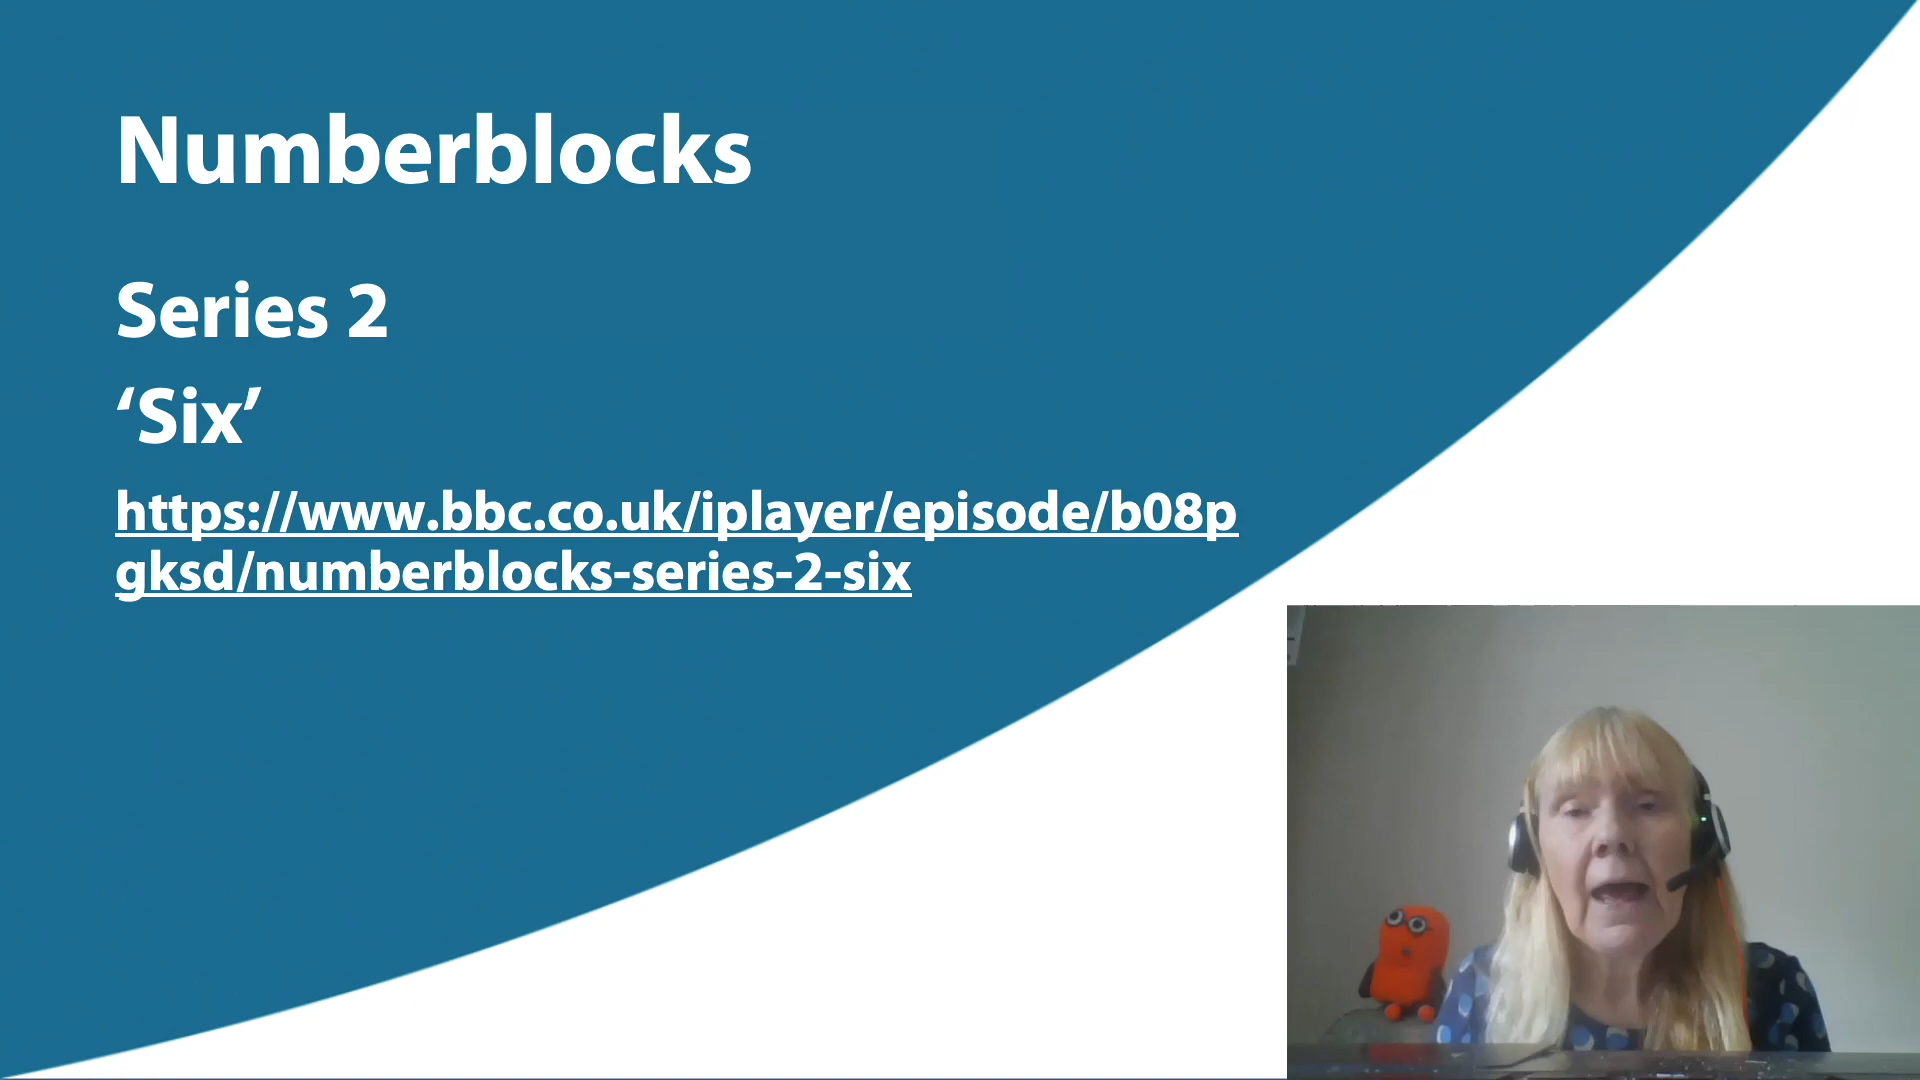 Numberblocks
Series 2
‘Six’
https://www.bbc.co.uk/iplayer/episode/b08p
gksd/numberblocks-series-2-six